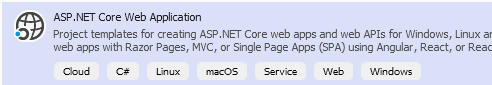 ASP.NET Core Web Application
Project templates for creating ASP.NET Core web apps and web APIs for Windows, Linux an
web apps with Razor Pages, MVC, or Single Page Apps (SPA) using Angular, React, or Reac
Cloud C# Linux macOS Service Web Windows